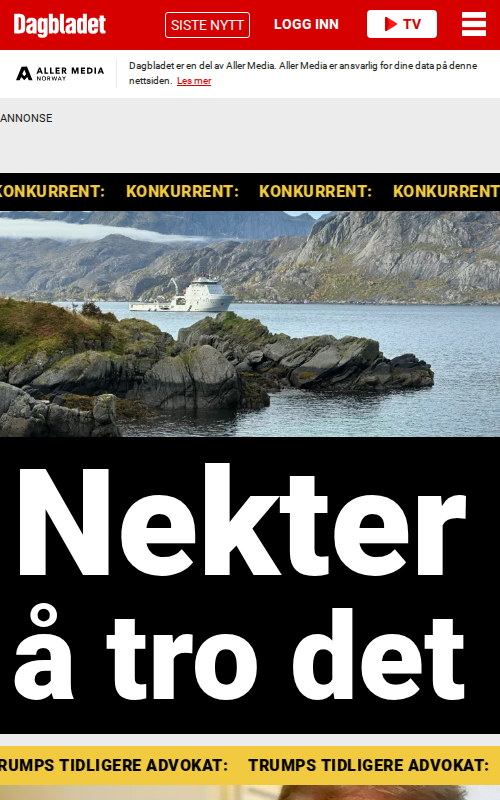 Dagbladet
SISTE NYTT
LOGG INN
TV
ALLER MEDIA
NORWAY
Dagbladet er en del av Aller Media. Aller Media er ansvarlig for dine data på denne
nettsiden. Les mer
ANNONSE
KONKURRENT: KONKURRENT: KONKURRENT: KONKURRENT
Nekter
å tro det
RUMPS TIDLIGERE ADVOKAT: TRUMPS TIDLIGERE ADVOKAT: